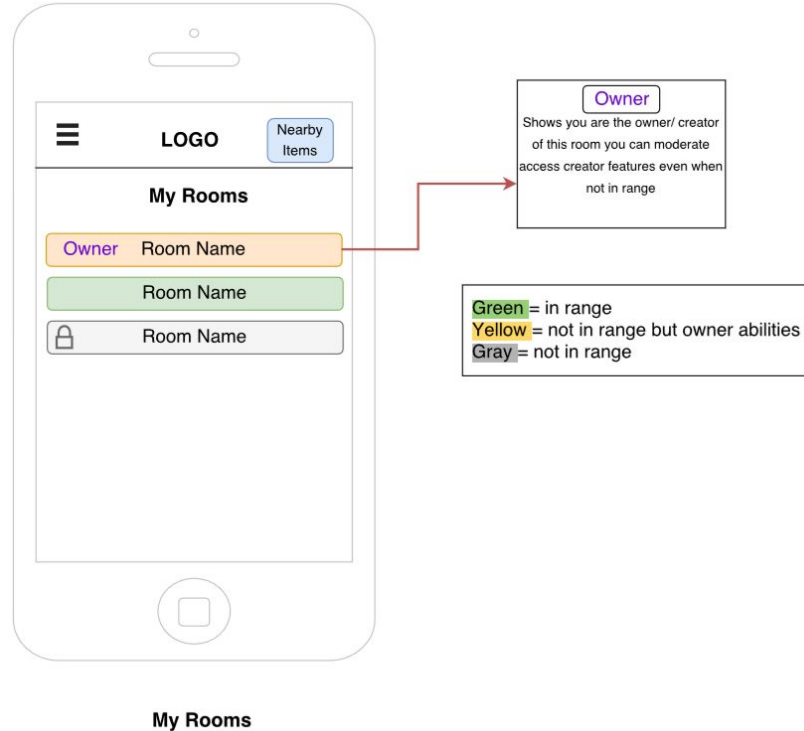 LOGO
Nearby
Items
My Rooms
Owner Room Name
Room Name
Room Name
Owner
Shows you are the owner/ creator
of this room you can moderate
access creator features even when
not in range
Green = in range
Yellow = not in range but owner abilities
Gray = not in range
My Rooms